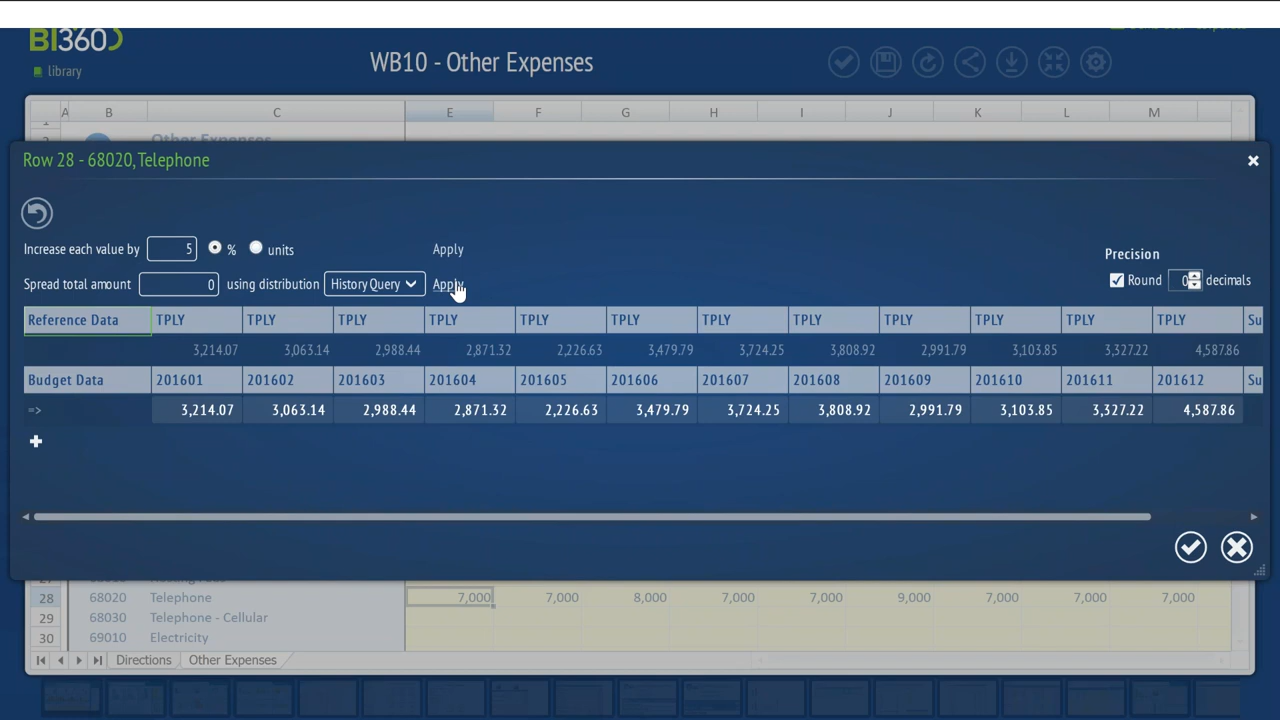 BI360
library
WB10 - Other Expenses
A B C E F G H I J K L M
Other Expenses
Row 28 - 68020,Telephone
Increase each value by 5 % units Apply
Precision
Spread total amount 0 using distribution History Query Apply
Round 0 decimals
Reference Data TPLY TPLY TPLY TPLY TPLY TPLY TPLY TPLY TPLY TPLY TPLY TPLY Su
3,214.07 3,063.14 2,988.44 2,871.32 2,226.63 3,479.79 3,724.25 3,808.92 2,991.79 3,103.85 3,327.22 4,587.86
Budget Data 201601 201602 201603 201604 201605 201606 201607 201608 201609 201610 201611 201612 Su
=> 3,214.07 3,063.14 2,988.44 2,871.32 2,226.63 3,479.79 3,724.25 3,808.92 2,991.79 3,103.85 3,327.22 4,587.86
28 68020 Telephone 7,000 7,000 8,000 7,000 7,000 9,000 7,000 7,000 7,000
29 68030 Telephone - Cellular
30 69010 Electricity
Directions Other Expenses